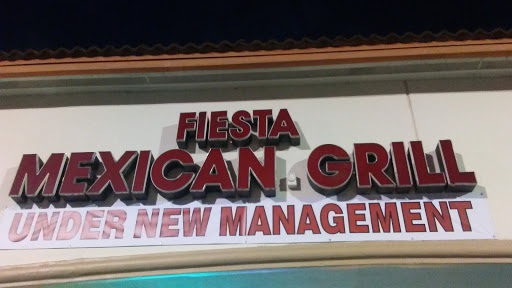 FIESTA
MEXICAN GRILL
UNDER NEW MANAGEMENT